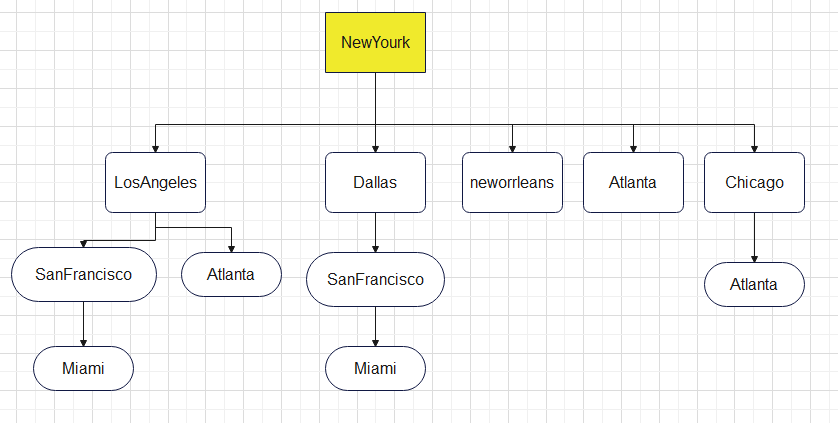 NewYourk
LosAngeles
Dallas
neworrleans
Atlanta
Chicago
SanFrancisco
Atlanta
SanFrancisco
Atlanta
Miami
Miami